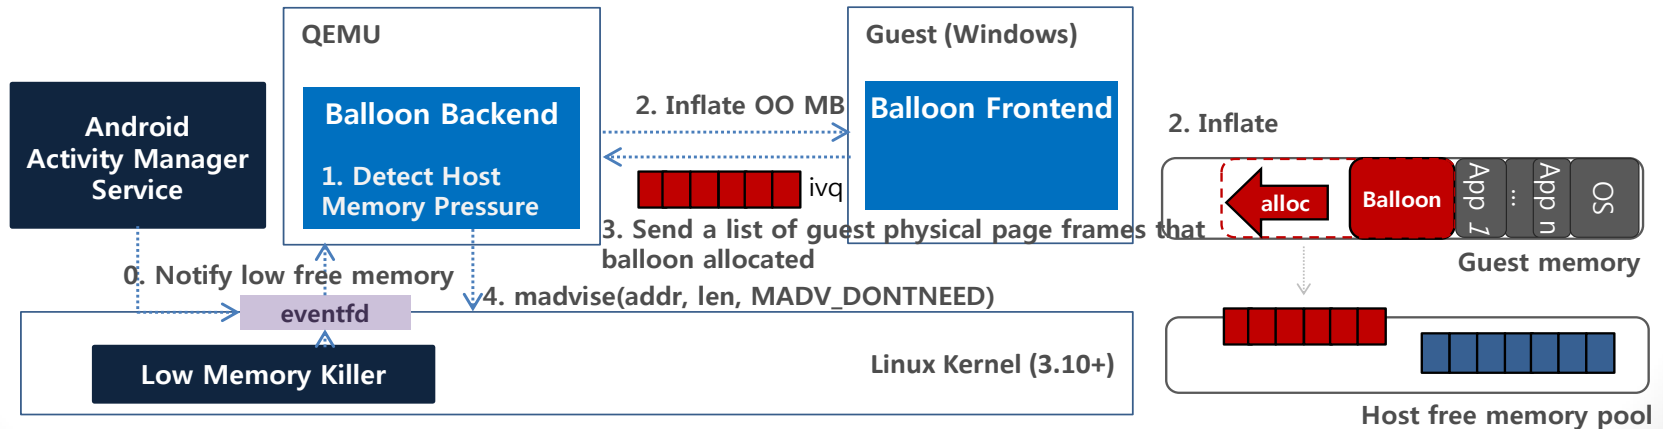 QEMU
Guest (Windows)
Android
Activity Manager
Service
Balloon Backend
1. Detect Host
Memory Pressure
2. Inflate OO MB
Balloon Frontend
ivq
3. Send a list of guest physical page frames that
balloon allocated
0. Notify low free memory
4. madvise(addr, len, MADV_DONTNEED)
eventfd
Low Memory Killer
Linux Kernel (3.10+)
2. Inflate
alloc
Balloon
App 1
...
App n
OS
Guest memory
Host free memory pool